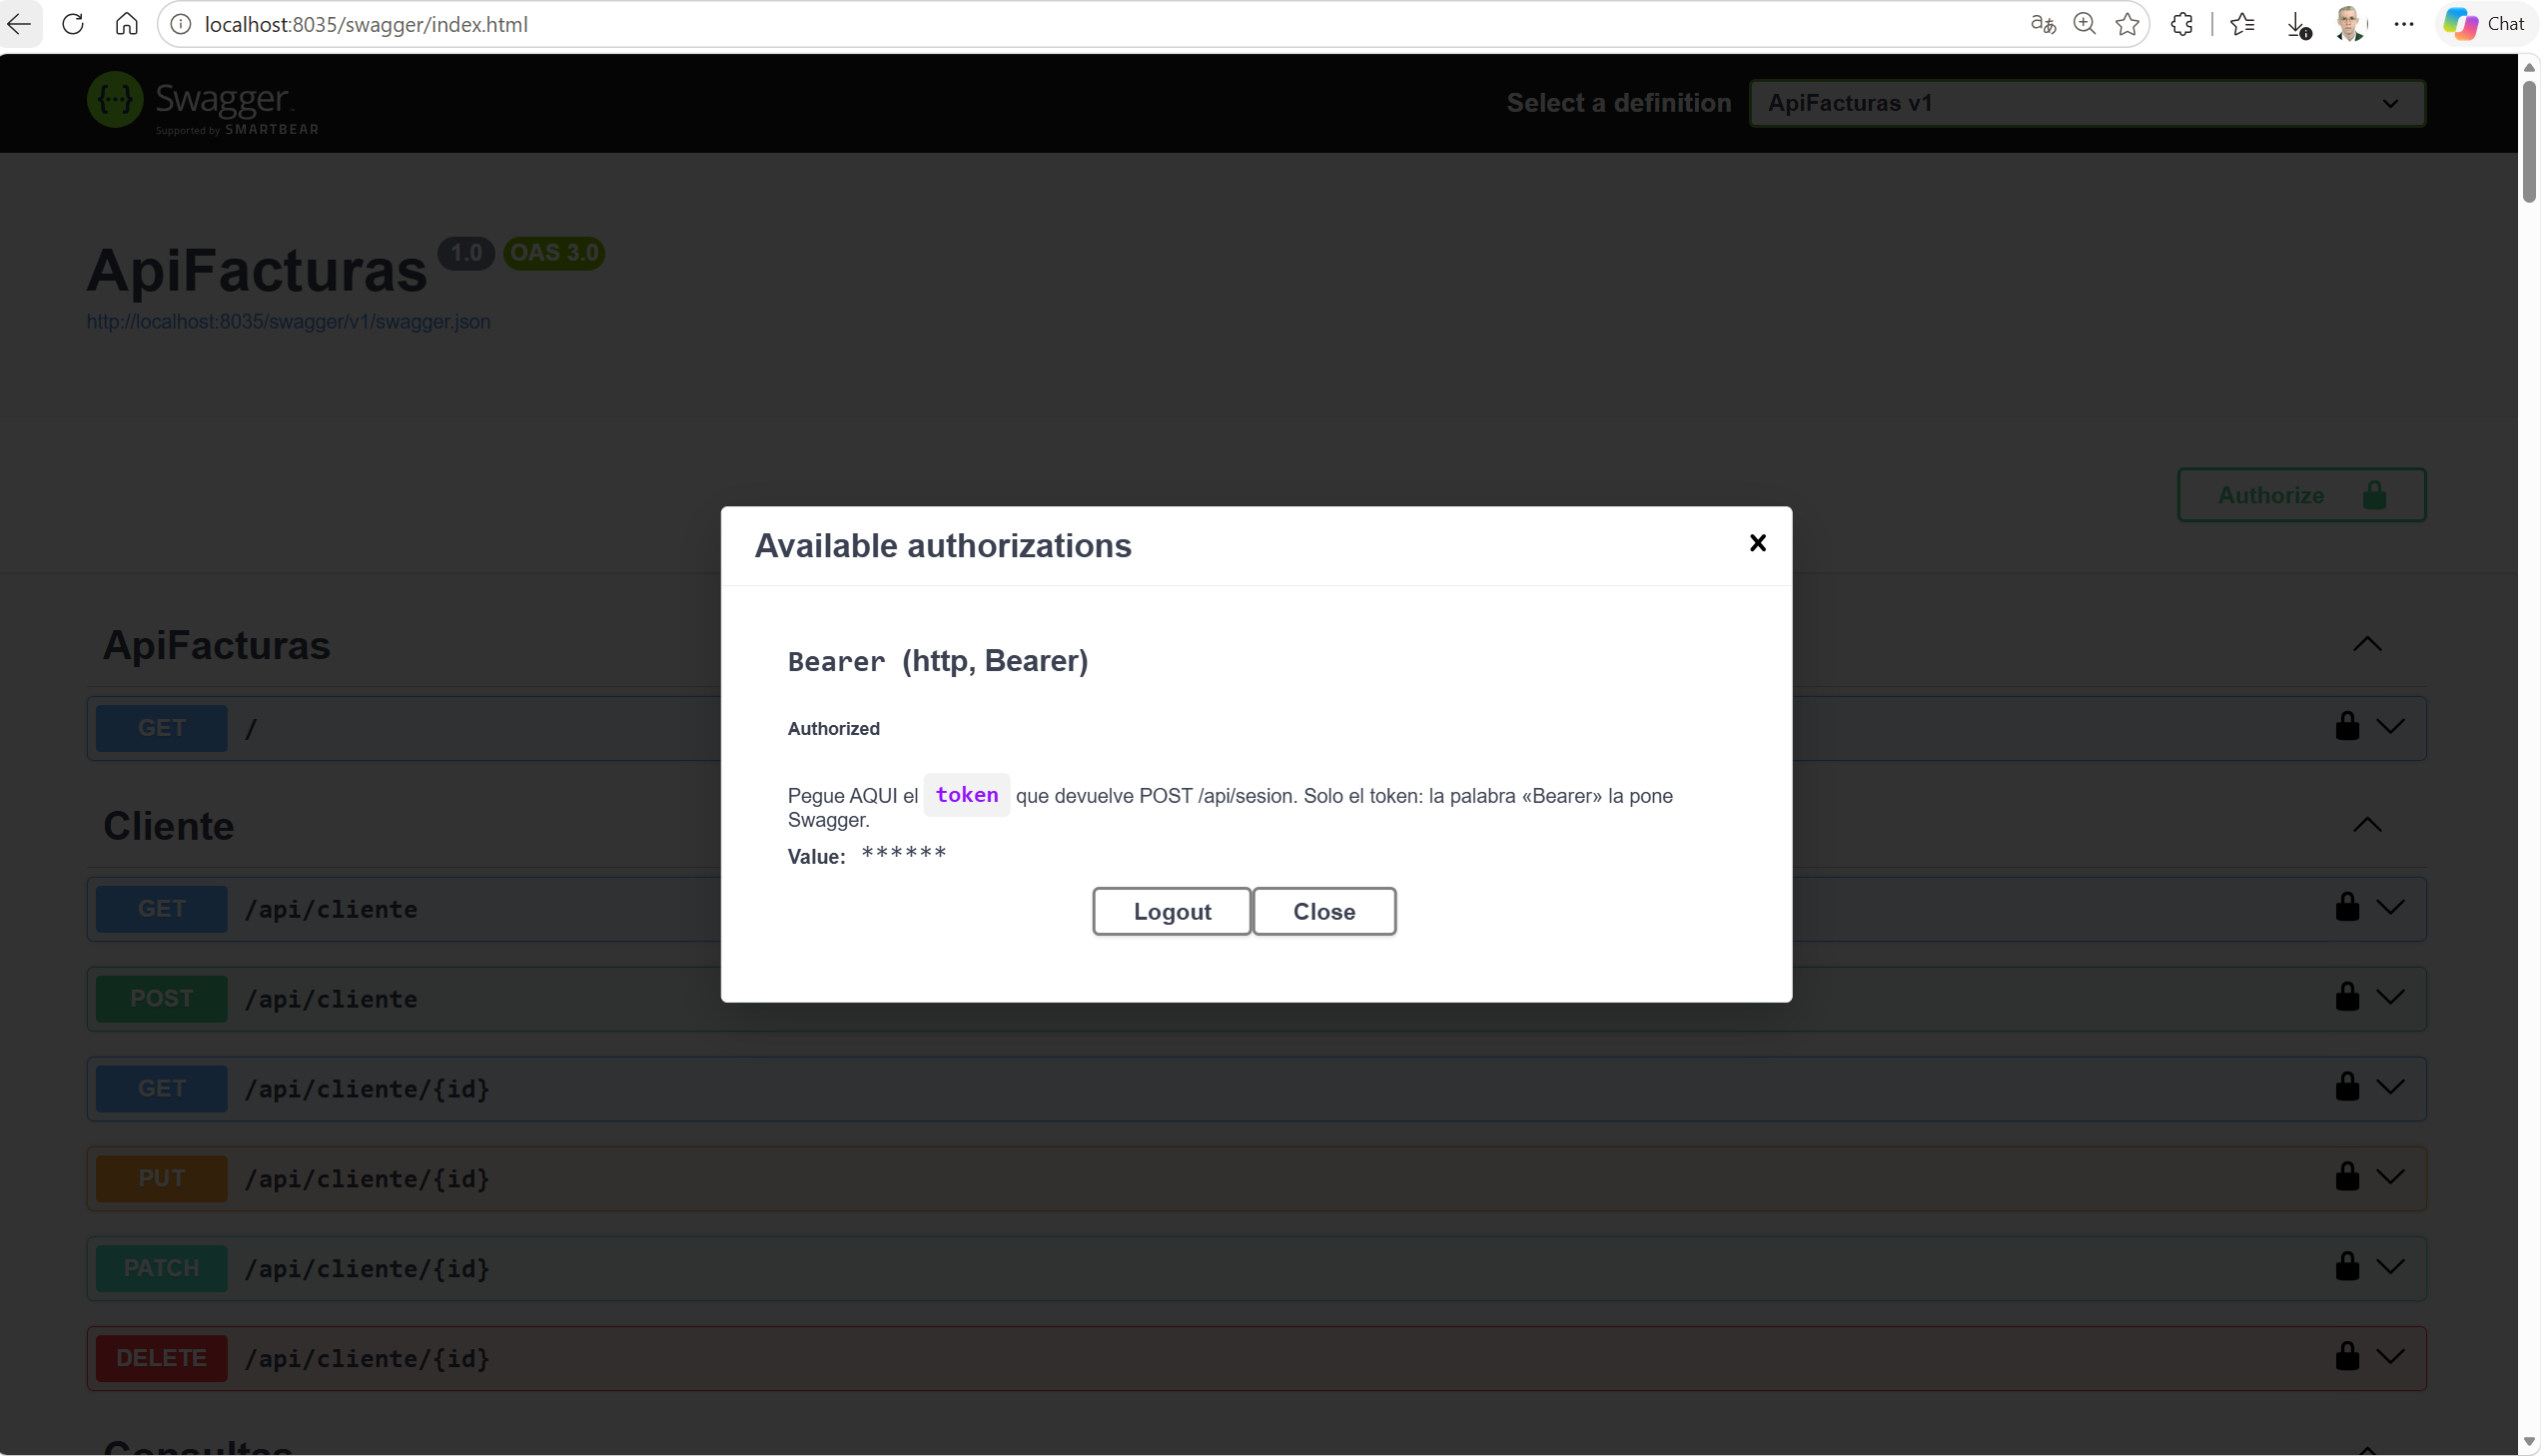 localhost:8035/swagger/index.html
Chat
Swagger
Supported by SMARTBEAR
Select a definition
ApiFacturas v1
ApiFacturas 1.0 OAS 3.0
http://localhost:8035/swagger/v1/swagger.json
Authorize
Available authorizations
Bearer (http, Bearer)
Authorized
Pegue AQUI el token que devuelve POST /api/sesion. Solo el token: la palabra «Bearer» la pone
Swagger.
Value: ******
Logout
Close
ApiFacturas
GET /
Cliente
GET /api/cliente
POST /api/cliente
GET /api/cliente/{id}
PUT /api/cliente/{id}
PATCH /api/cliente/{id}
DELETE /api/cliente/{id}
Consultas